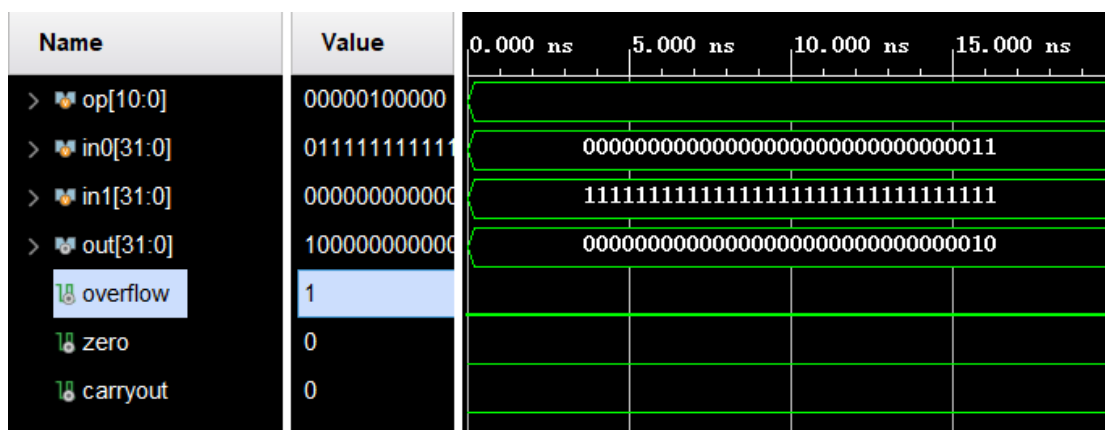 Name Value 0.000 ns 5.000 ns 10.000 ns 15.000 ns
op[10:0] 00000100000
in0[31:0] 011111111111 00000000000000000000000000000011
in1[31:0] 000000000000 11111111111111111111111111111111
out[31:0] 100000000000 00000000000000000000000000000010
overflow 1
zero 0
carryout 0